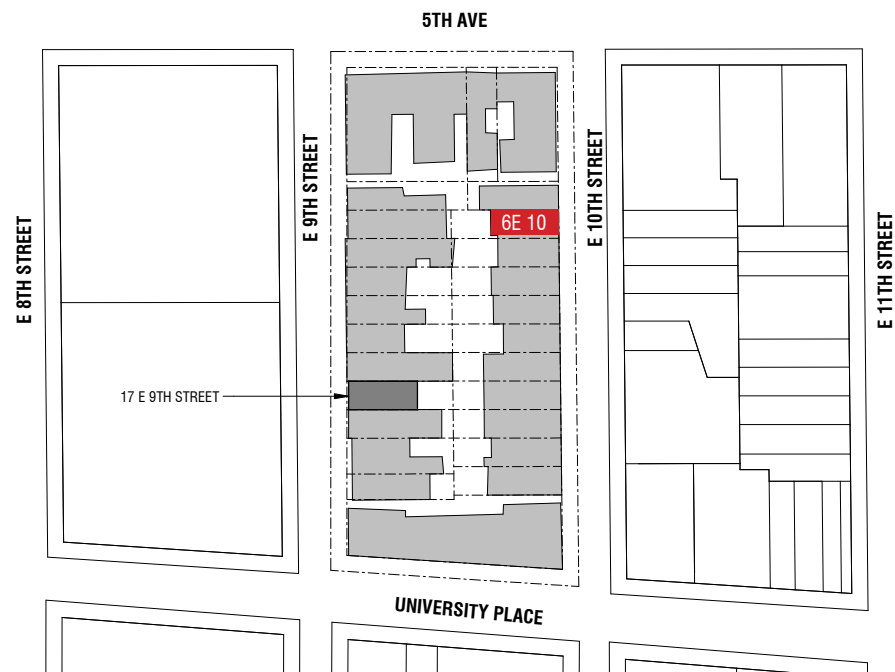 5TH AVE
E 8TH STREET
E 9TH STREET
6E 10
E 10TH STREET
E 11TH STREET
17 E 9TH STREET
UNIVERSITY PLACE